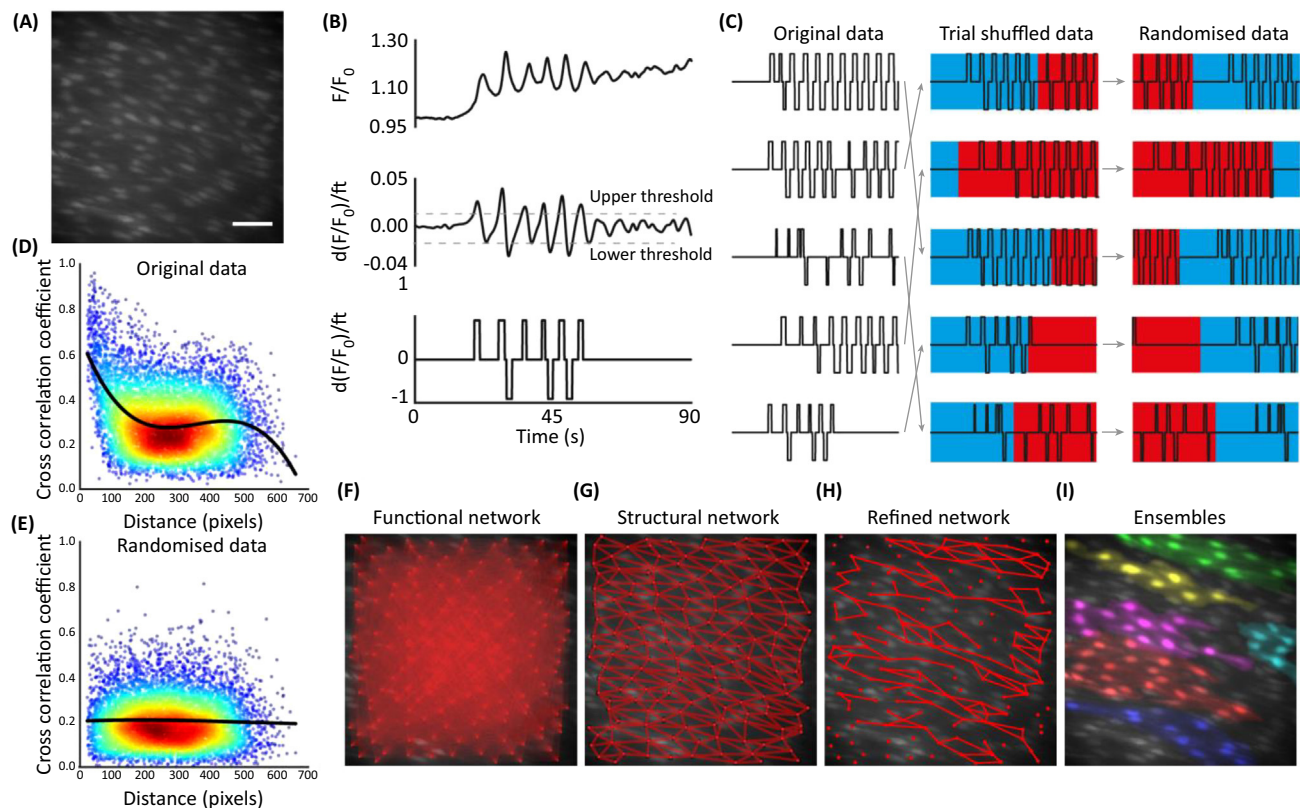 (A)
(B)
1.30
1.10
0.95
F/F0
0.05
0.00
-0.04
d(F/F0)/ft
Upper threshold
Lower threshold
1
0
-1
d(F/F0)/ft
0
45
90
Time (s)
(C)
Original data
Trial shuffled data
Randomised data
(D)
Original data
1.0
0.8
0.6
0.4
0.2
0.0
Cross correlation coefficient
0 100 200 300 400 500 600 700
Distance (pixels)
(E)
Randomised data
1.0
0.8
0.6
0.4
0.2
0.0
Cross correlation coefficient
0 100 200 300 400 500 600 700
Distance (pixels)
(F)
Functional network
(G)
Structural network
(H)
Refined network
(I)
Ensembles